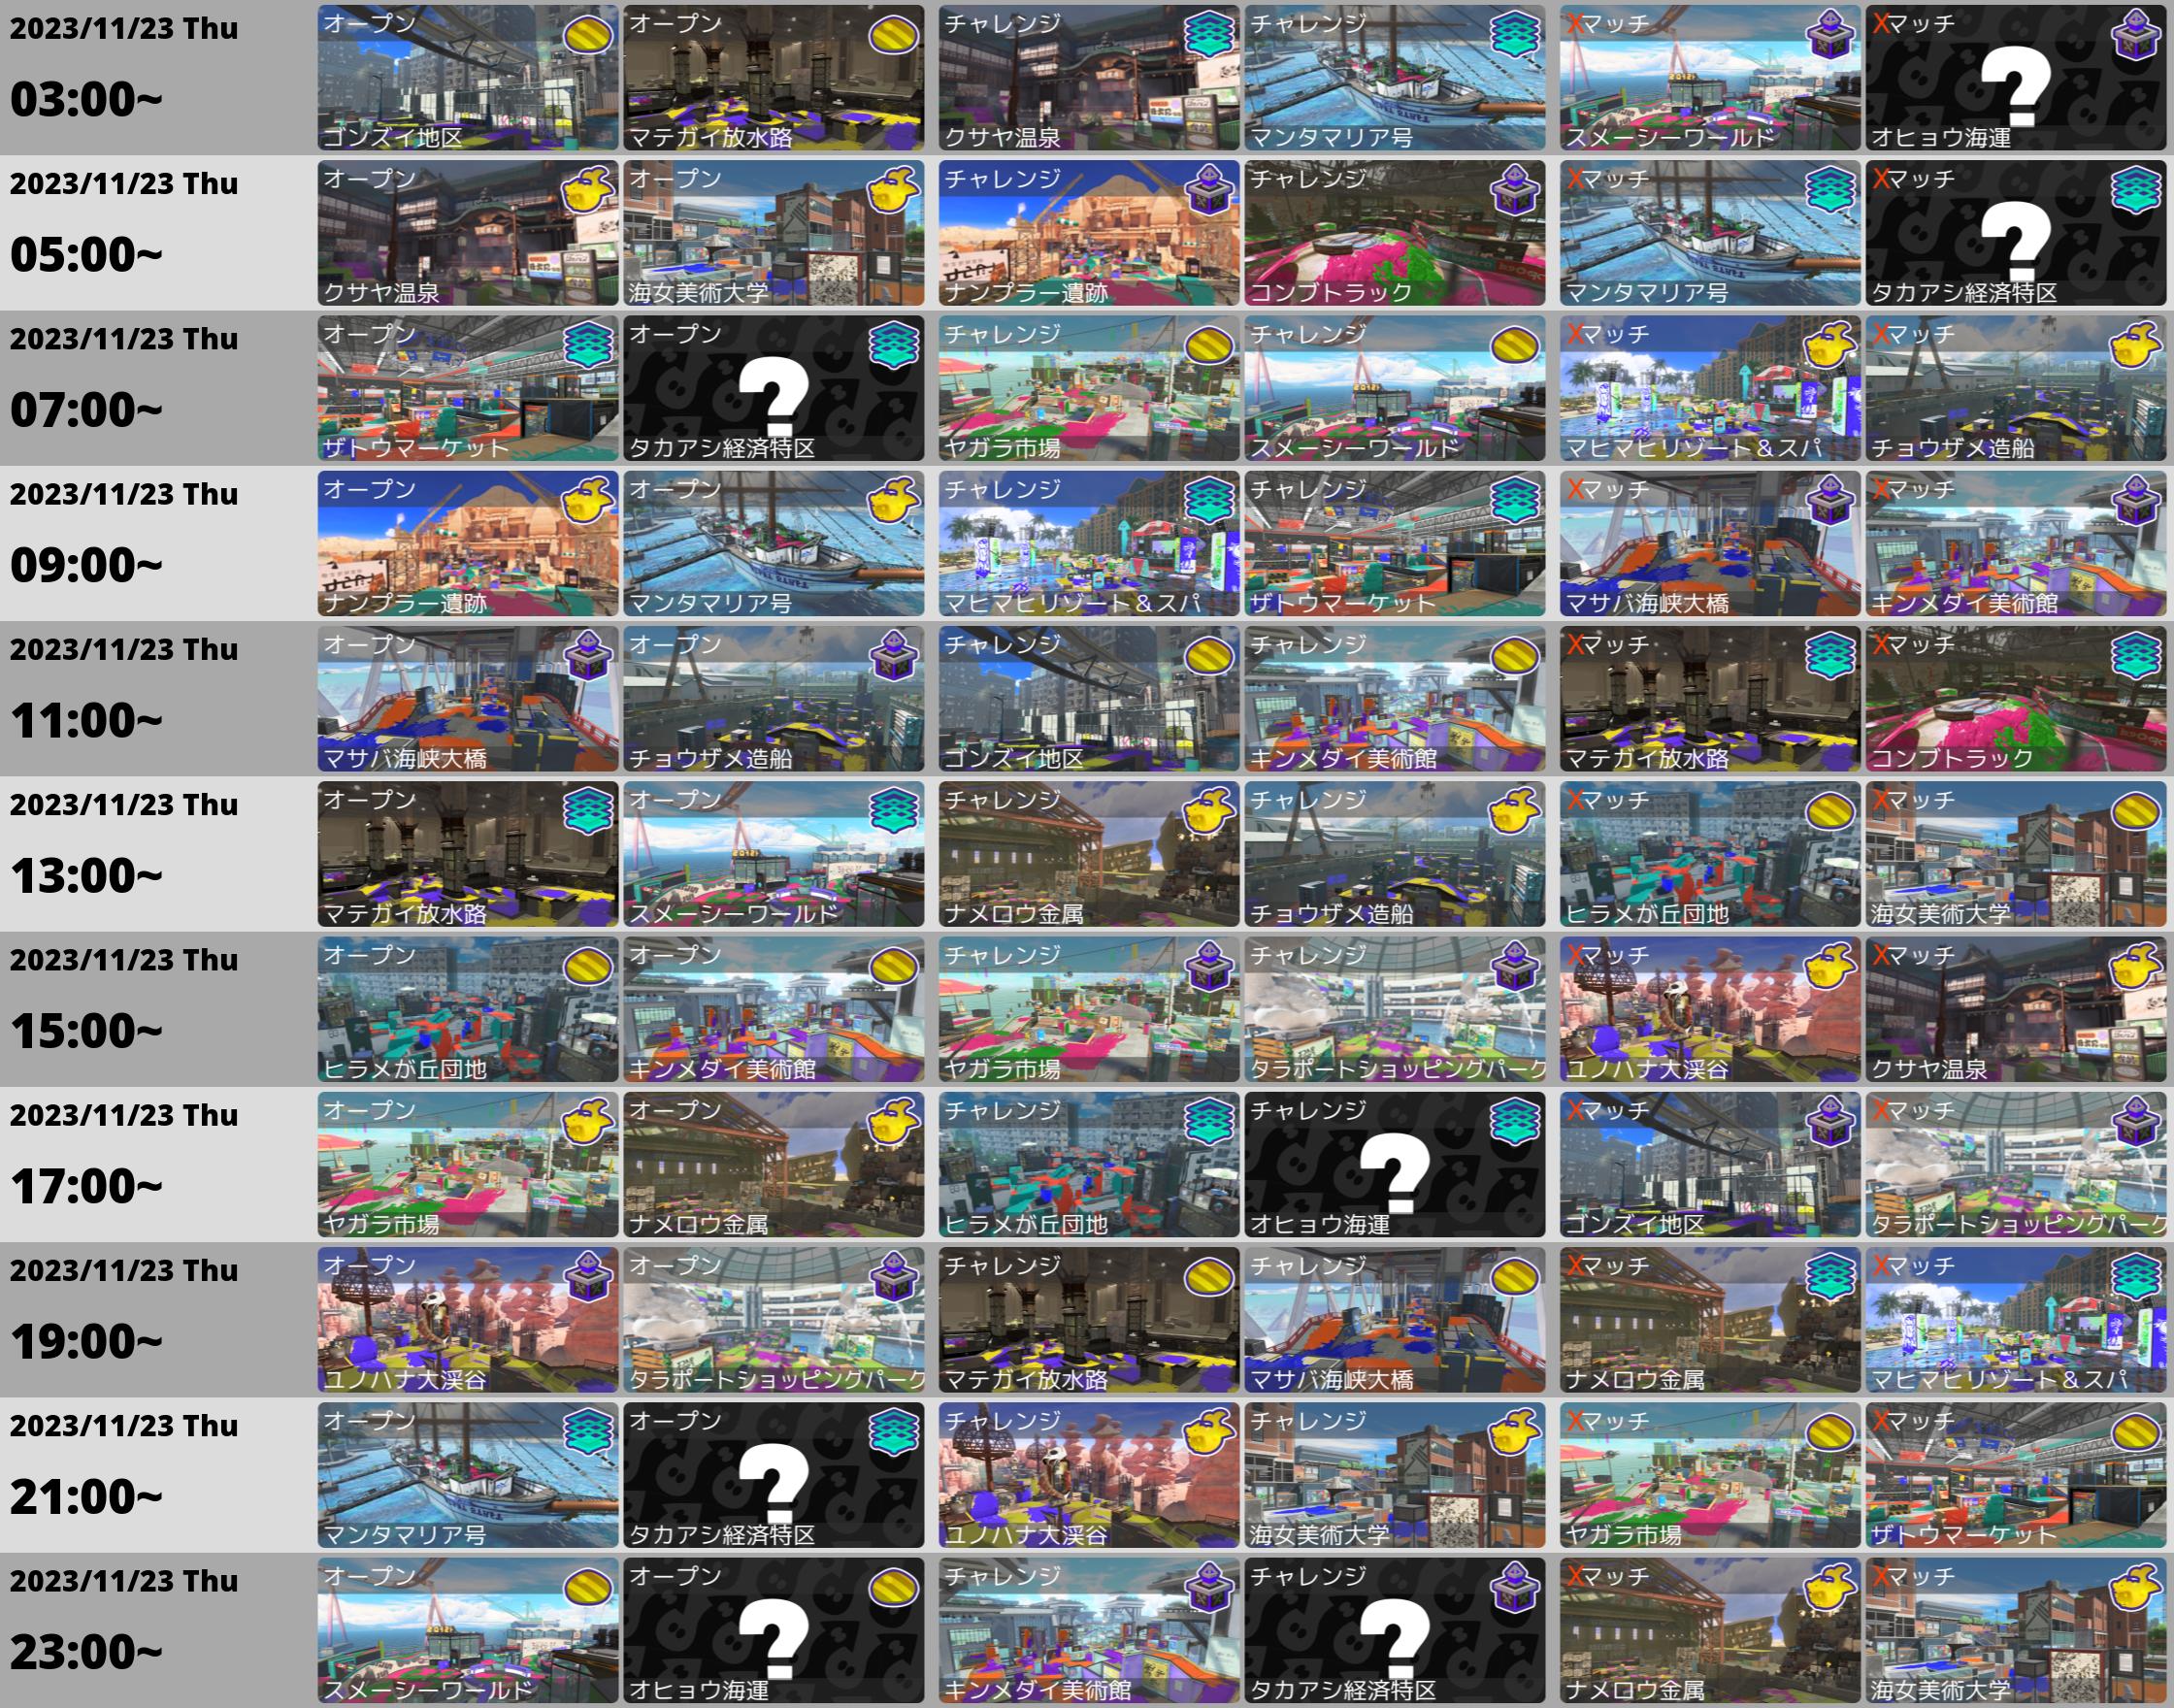 2023/11/23 Thu
03:00~
オープン
ゴンズイ地区
オープン
マテガイ放水路
チャレンジ
クサヤ温泉
チャレンジ
マンタマリア号
Xマッチ
スメーシーワールド
Xマッチ
?
オヒョウ海運
2023/11/23 Thu
05:00~
オープン
クサヤ温泉
オープン
海女美術大学
チャレンジ
ナンプラー遺跡
チャレンジ
コンブトラック
Xマッチ
マンタマリア号
Xマッチ
?
タカアシ経済特区
2023/11/23 Thu
07:00~
オープン
ザトウマーケット
オープン
?
タカアシ経済特区
チャレンジ
ヤガラ市場
チャレンジ
スメーシーワールド
Xマッチ
マヒマヒリゾート&スパ
Xマッチ
チョウザメ造船
2023/11/23 Thu
09:00~
オープン
ナンプラー遺跡
オープン
マンタマリア号
チャレンジ
マヒマヒリゾート&スパ
チャレンジ
ザトウマーケット
Xマッチ
マサバ海峡大橋
Xマッチ
キンメダイ美術館
2023/11/23 Thu
11:00~
オープン
マサバ海峡大橋
オープン
チョウザメ造船
チャレンジ
ゴンズイ地区
チャレンジ
キンメダイ美術館
Xマッチ
マテガイ放水路
Xマッチ
コンブトラック
2023/11/23 Thu
13:00~
オープン
マテガイ放水路
オープン
スメーシーワールド
チャレンジ
ナメロウ金属
チャレンジ
チョウザメ造船
Xマッチ
ヒラメが丘団地
Xマッチ
海女美術大学
2023/11/23 Thu
15:00~
オープン
ヒラメが丘団地
オープン
キンメダイ美術館
チャレンジ
ヤガラ市場
チャレンジ
タラポートショッピングパーク
Xマッチ
ユノハナ大渓谷
Xマッチ
クサヤ温泉
2023/11/23 Thu
17:00~
オープン
ヤガラ市場
オープン
ナメロウ金属
チャレンジ
ヒラメが丘団地
チャレンジ
?
オヒョウ海運
Xマッチ
ゴンズイ地区
Xマッチ
タラポートショッピングパーク
2023/11/23 Thu
19:00~
オープン
ユノハナ大渓谷
オープン
タラポートショッピングパーク
チャレンジ
マテガイ放水路
チャレンジ
マサバ海峡大橋
Xマッチ
ナメロウ金属
Xマッチ
マヒマヒリゾート&スパ
2023/11/23 Thu
21:00~
オープン
マンタマリア号
オープン
?
タカアシ経済特区
チャレンジ
ユノハナ大渓谷
チャレンジ
海女美術大学
Xマッチ
ヤガラ市場
Xマッチ
ザトウマーケット
2023/11/23 Thu
23:00~
オープン
スメーシーワールド
オープン
?
オヒョウ海運
チャレンジ
キンメダイ美術館
チャレンジ
?
タカアシ経済特区
Xマッチ
ナメロウ金属
Xマッチ
海女美術大学